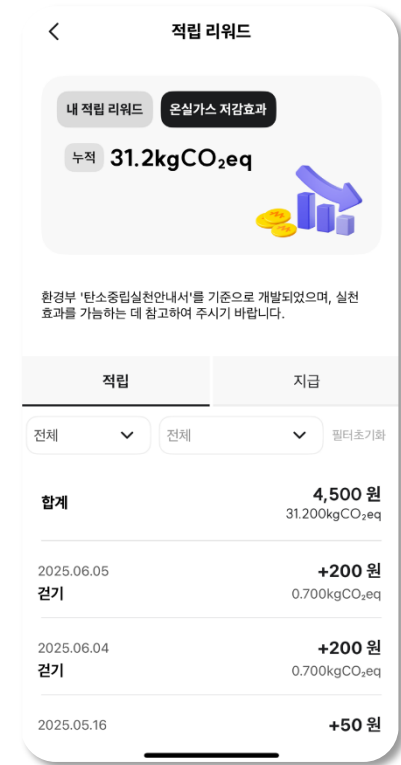 적립 리워드
내 적립 리워드 온실가스 저감효과
누적 31.2kgCO₂eq
환경부 '탄소중립실천안내서'를 기준으로 개발되었으며, 실천
효과를 가늠하는 데 참고하여 주시기 바랍니다.
적립 지급
전체 전체 필터초기화
합계 4,500 원
31.200kgCO₂eq
2025.06.05 +200 원
걷기 0.700kgCO₂eq
2025.06.04 +200 원
걷기 0.700kgCO₂eq
2025.05.16 +50 원